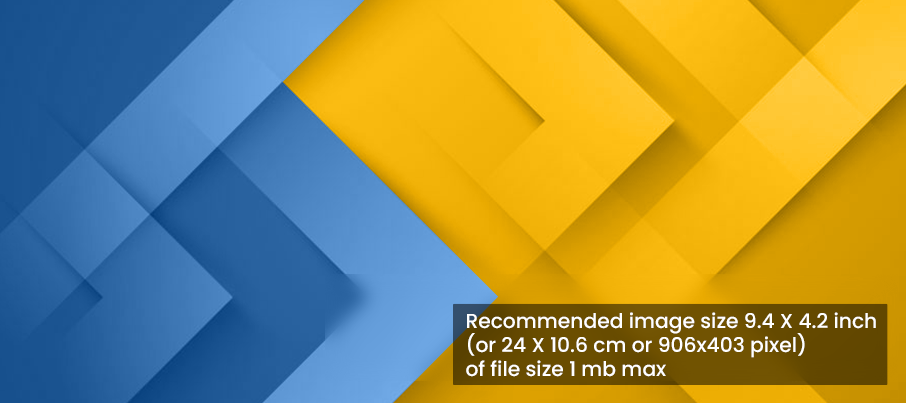 Recommended image size 9.4 X 4.2 inch
(or 24 X 10.6 cm or 906x403 pixel)
of file size 1 mb max